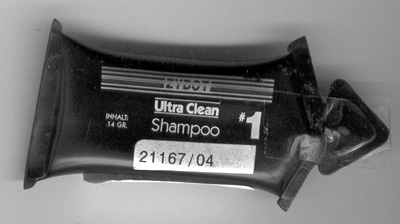 ZYDOT
Ultra Clean
Shampoo
#1
INHALT:
14 GR.
21167/04